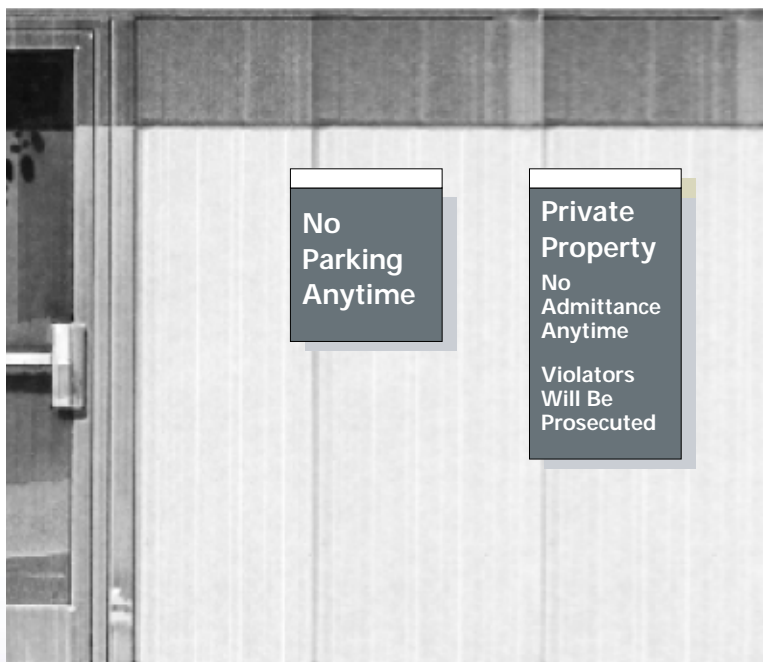 No
Parking
Anytime
Private
Property
No
Admittance
Anytime
Violators
Will Be
Prosecuted